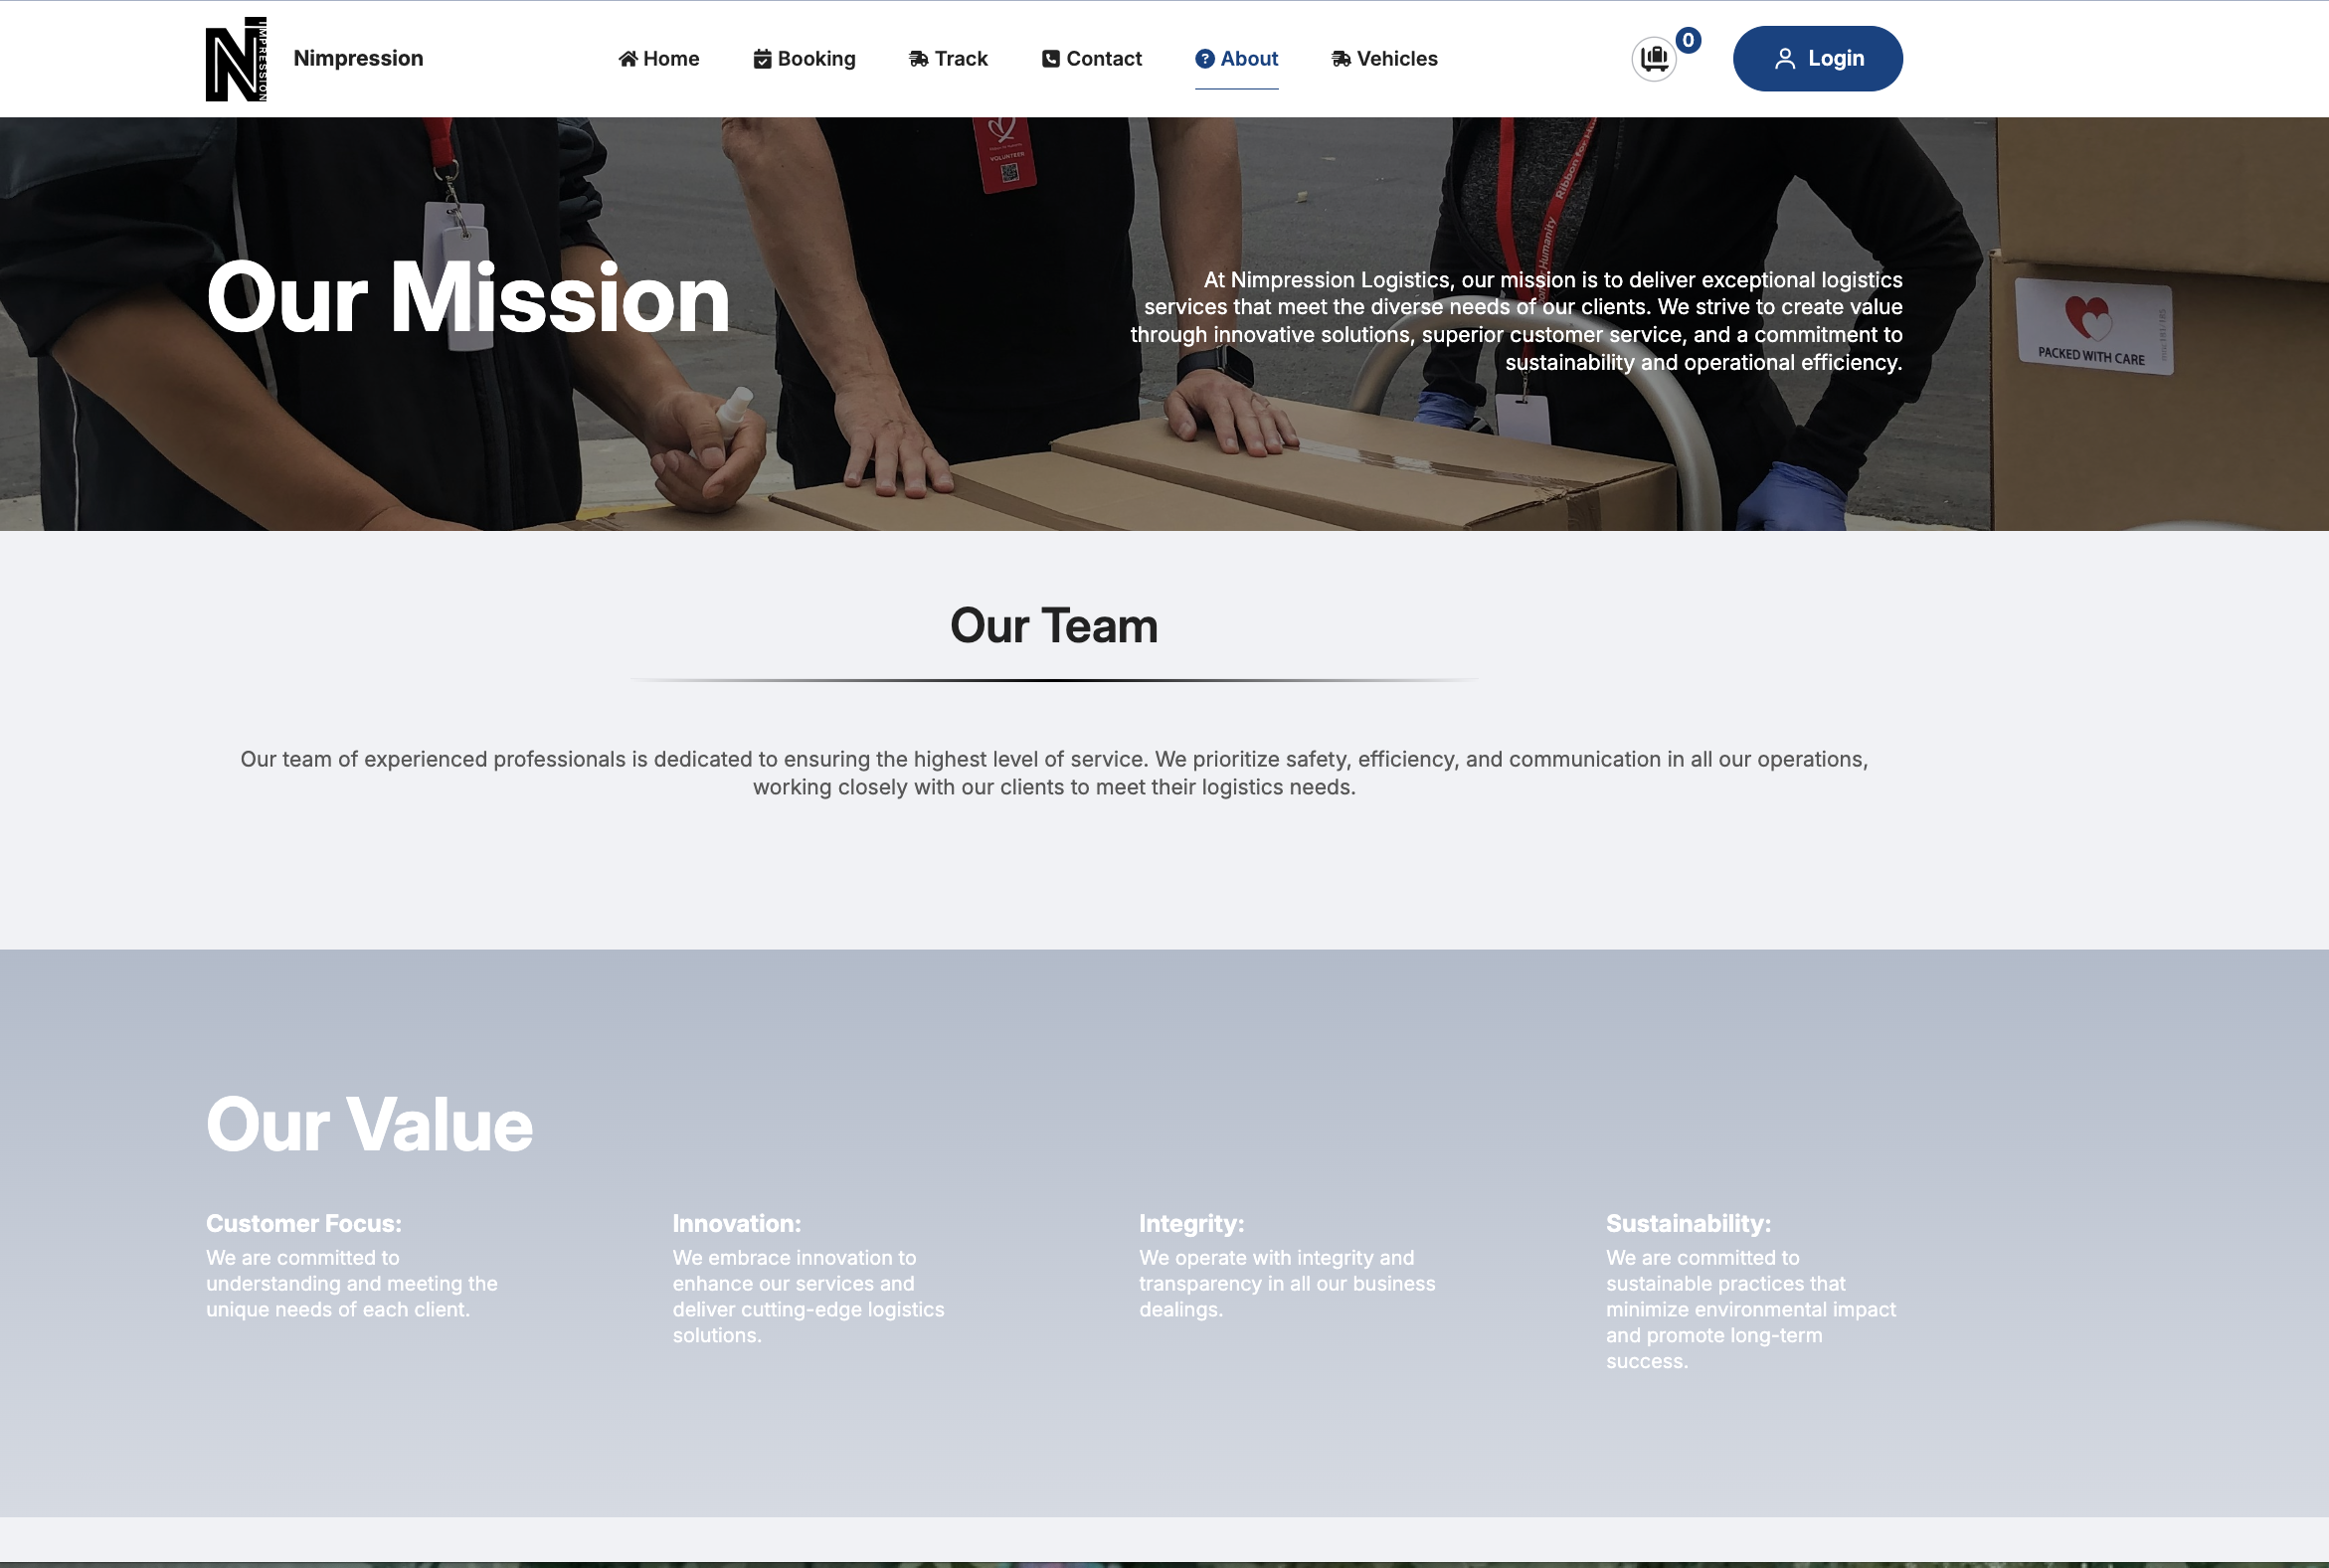 NIMPRESSION
Nimpression
Home
Booking
Track
Contact
About
Vehicles
0
Login
VOLUNTEER
Ribbon for Hu
Humanity
Our Mission
At Nimpression Logistics, our mission is to deliver exceptional logistics
services that meet the diverse needs of our clients. We strive to create value
through innovative solutions, superior customer service, and a commitment to
sustainability and operational efficiency.
PACKED WITH CARE
Our Team
Our team of experienced professionals is dedicated to ensuring the highest level of service. We prioritize safety, efficiency, and communication in all our operations,
working closely with our clients to meet their logistics needs.
Our Value
Customer Focus:
We are committed to
understanding and meeting the
unique needs of each client.
Innovation:
We embrace innovation to
enhance our services and
deliver cutting-edge logistics
solutions.
Integrity:
We operate with integrity and
transparency in all our business
dealings.
Sustainability:
We are committed to
sustainable practices that
minimize environmental impact
and promote long-term
success.